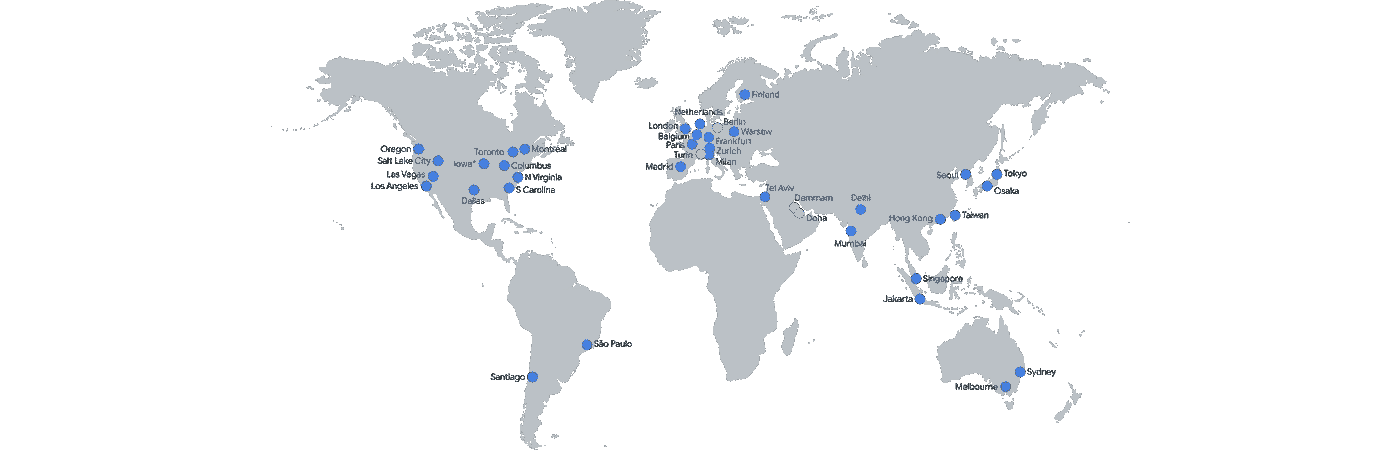 Finland
Netherlands
Berlin
London
Warsaw
Belgium
Frankfurt
Paris
Zurich
Turin
Milan
Madrid
Oregon
Toronto
Montréal
Salt Lake City
Iowa*
Columbus
Las Vegas
N Virginia
Los Angeles
S Carolina
Dallas
Seoul
Tokyo
Osaka
Tel Aviv
Dammam
Delhi
Doha
Hong Kong
Taiwan
Mumbai
Singapore
Jakarta
São Paulo
Santiago
Sydney
Melbourne